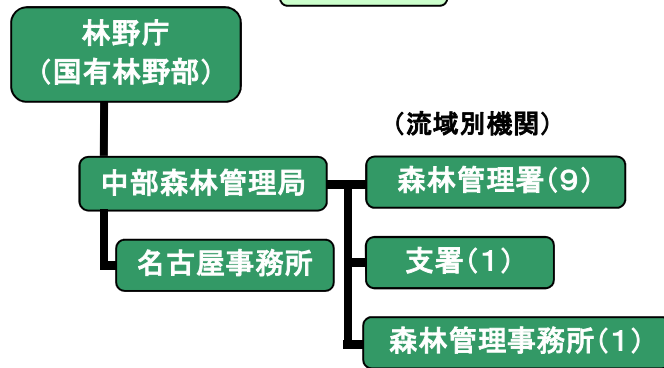 林野庁
（国有林野部）
（流域別機関）
中部森林管理局
森林管理署（９）
名古屋事務所
支署（１）
森林管理事務所（１）